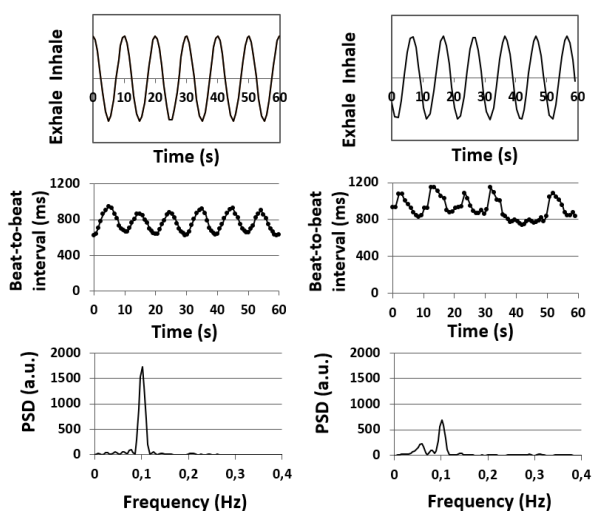 Exhale Inhale
0 10 20 30 40 50 60
Time (s)
Exhale Inhale
0 10 20 30 40 50 60
Time (s)
Beat-to-beat
interval (ms)
1200
800
400
0
0 10 20 30 40 50 60
Time (s)
Beat-to-beat
interval (ms)
1200
800
400
0
0 10 20 30 40 50 60
Time (s)
PSD (a.u.)
2000
1500
1000
500
0
0 0,1 0,2 0,3 0,4
Frequency (Hz)
PSD (a.u.)
2000
1500
1000
500
0
0 0,1 0,2 0,3 0,4
Frequency (Hz)